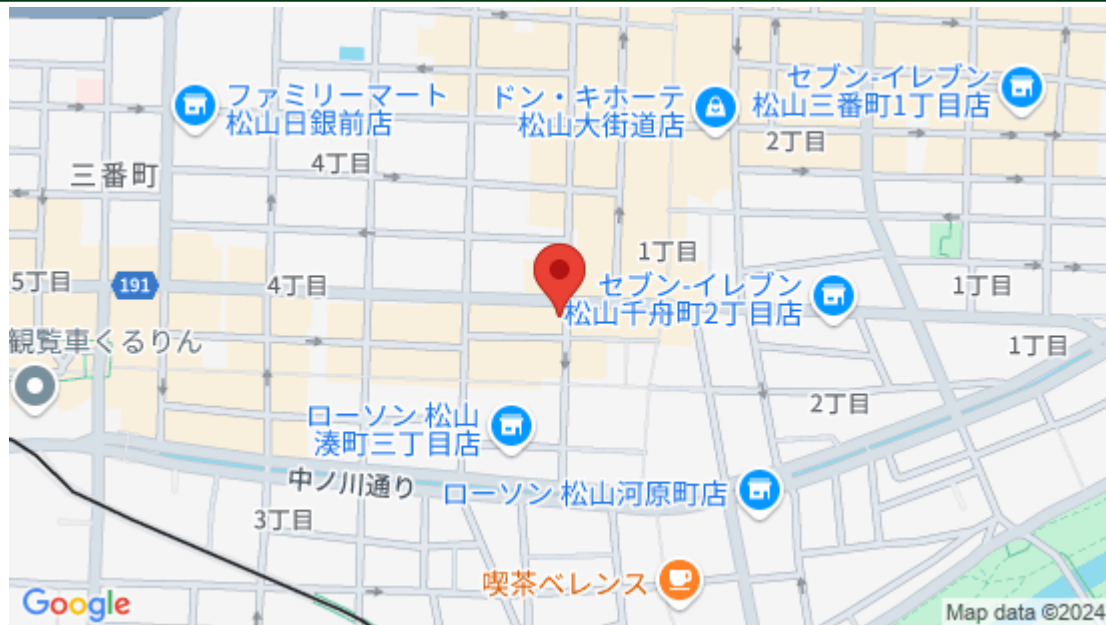 ファミリーマート
松山日銀前店
ドン・キホーテ
松山大街道店
セブン-イレブン
松山三番町1丁目店
2丁目
4丁目
三番町
1丁目
5丁目
191
4丁目
セブン-イレブン
松山千舟町2丁目店
1丁目
観覧車くるりん
1丁目
2丁目
ローソン 松山
湊町三丁目店
中ノ川通り
ローソン 松山河原町店
3丁目
喫茶ベレンス
Google
Map data ©2024